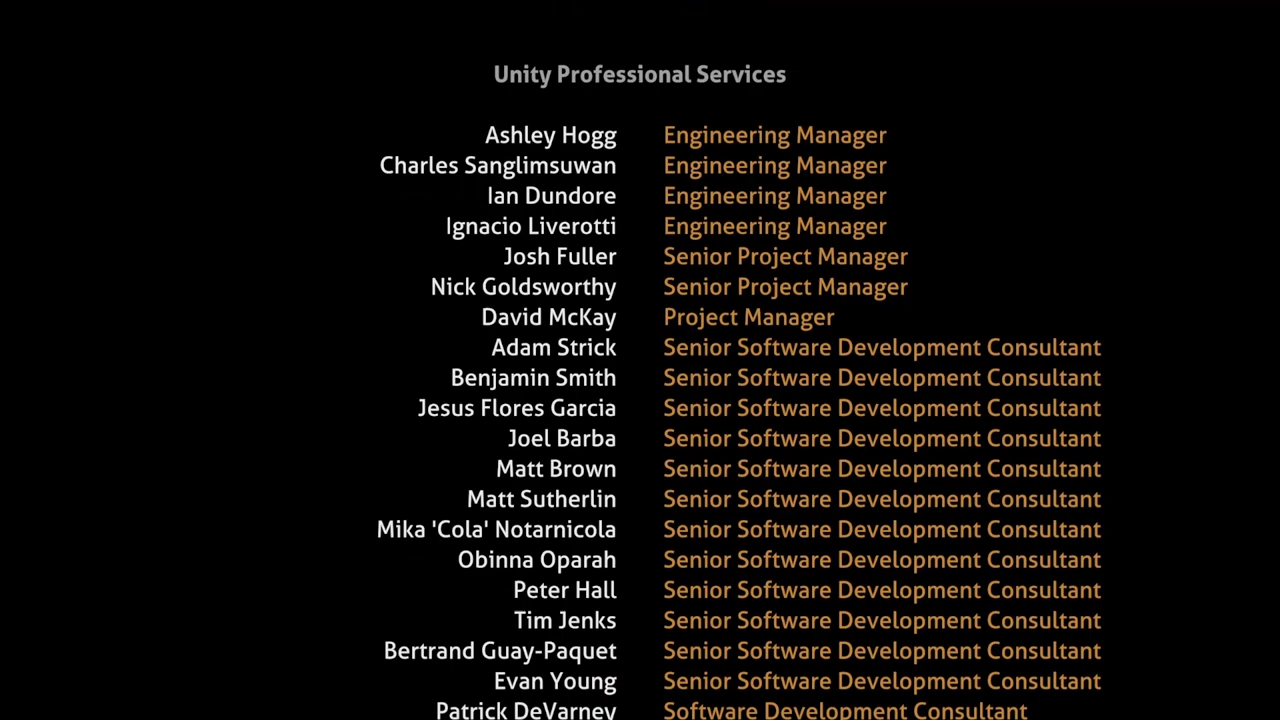 Unity Professional Services
Ashley Hogg Engineering Manager
Charles Sanglimsuwan Engineering Manager
Ian Dundore Engineering Manager
Ignacio Liverotti Engineering Manager
Josh Fuller Senior Project Manager
Nick Goldsworthy Senior Project Manager
David McKay Project Manager
Adam Strick Senior Software Development Consultant
Benjamin Smith Senior Software Development Consultant
Jesus Flores Garcia Senior Software Development Consultant
Joel Barba Senior Software Development Consultant
Matt Brown Senior Software Development Consultant
Matt Sutherlin Senior Software Development Consultant
Mika 'Cola' Notarnicola Senior Software Development Consultant
Obinna Oparah Senior Software Development Consultant
Peter Hall Senior Software Development Consultant
Tim Jenks Senior Software Development Consultant
Bertrand Guay-Paquet Senior Software Development Consultant
Evan Young Senior Software Development Consultant
Patrick DeVarney Software Development Consultant